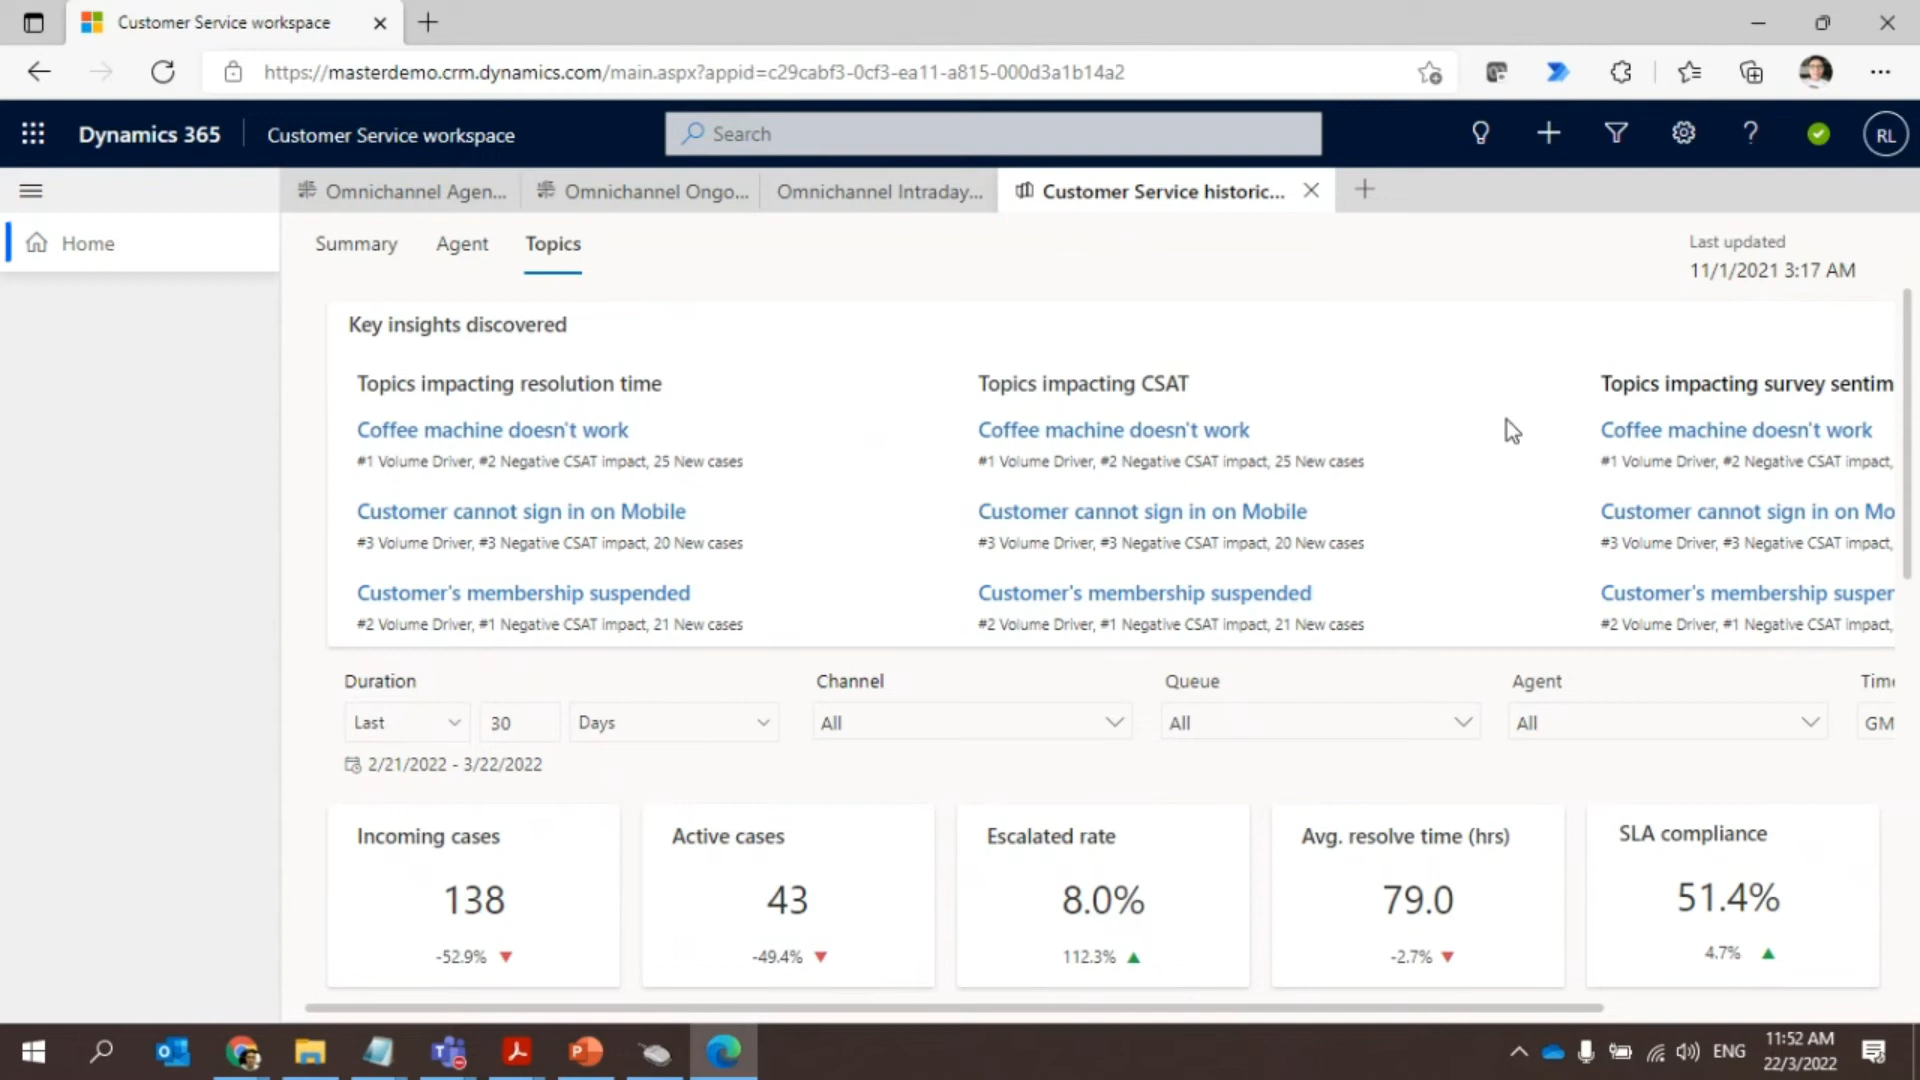 Customer Service workspace
https://masterdemo.crm.dynamics.com/main.aspx?appid=c29cabf3-0cf3-ea11-a815-000d3a1b14a2
Dynamics 365
Customer Service workspace
Search
RL
Omnichannel Agen...
Omnichannel Ongo...
Omnichannel Intraday...
Customer Service historic...
Home
Summary
Agent
Topics
Last updated
11/1/2021 3:17 AM
Key insights discovered
Topics impacting resolution time
Coffee machine doesn't work
#1 Volume Driver, #2 Negative CSAT impact, 25 New cases
Customer cannot sign in on Mobile
#3 Volume Driver, #3 Negative CSAT impact, 20 New cases
Customer's membership suspended
#2 Volume Driver, #1 Negative CSAT impact, 21 New cases
Topics impacting CSAT
Coffee machine doesn't work
#1 Volume Driver, #2 Negative CSAT impact, 25 New cases
Customer cannot sign in on Mobile
#3 Volume Driver, #3 Negative CSAT impact, 20 New cases
Customer's membership suspended
#2 Volume Driver, #1 Negative CSAT impact, 21 New cases
Topics impacting survey sentim
Coffee machine doesn't work
#1 Volume Driver, #2 Negative CSAT impact,
Customer cannot sign in on Mo
#3 Volume Driver, #3 Negative CSAT impact,
Customer's membership susper
#2 Volume Driver, #1 Negative CSAT impact,
Duration
Last
30
Days
2/21/2022 - 3/22/2022
Channel
All
Queue
All
Agent
All
Time
GM
Incoming cases
138
-52.9%
Active cases
43
-49.4%
Escalated rate
8.0%
112.3%
Avg. resolve time (hrs)
79.0
-2.7%
SLA compliance
51.4%
4.7%
ENG
11:52 AM
22/3/2022